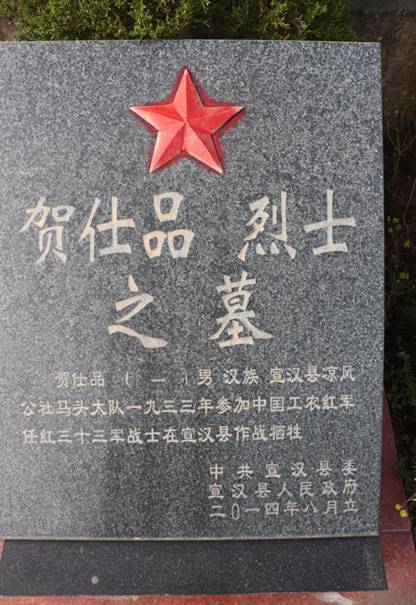 贺仕品 烈士
之墓
贺仕品 （ 一 ）男 汉族 宣汉县凉风
公社马头大队一九三三年参加中国工农红军
任红三十三军战士在宣汉县作战牺牲
中共宣汉县委
宣汉县人民政府
二〇一四年八月立